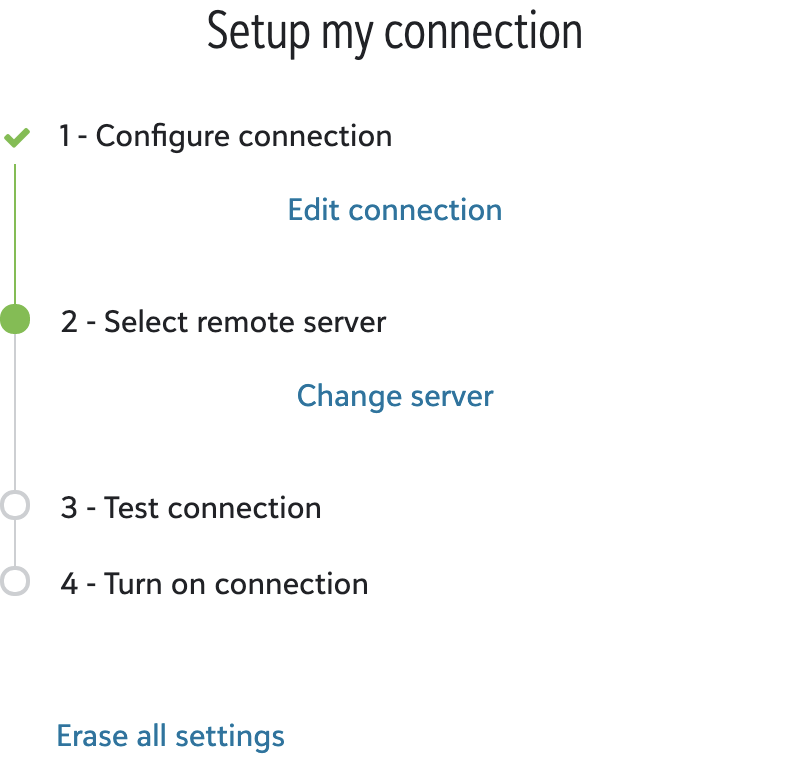 Setup my connection
1 - Configure connection
Edit connection
2 - Select remote server
Change server
3 - Test connection
4 - Turn on connection
Erase all settings